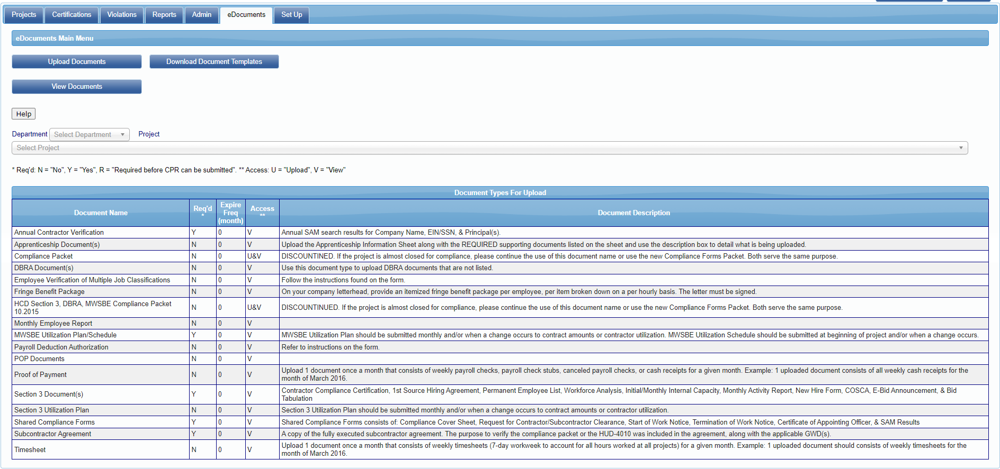 Projects Certifications Violations Reports Admin eDocuments Set Up
eDocuments Main Menu
Upload Documents Download Document Templates
View Documents
Help
Department Select Department Project
Select Project
* Req'd: N = "No", Y = "Yes", R = "Required before CPR can be submitted". ** Access: U = "Upload", V = "View"
Document Types For Upload
Document Name Req'd * Expire Freq (month) Access ** Document Description
Annual Contractor Verification Y 0 V Annual SAM search results for Company Name, EIN/SSN, & Principal(s).
Apprenticeship Document(s) N 0 V Upload the Apprenticeship Information Sheet along with the REQUIRED supporting documents listed on the sheet and use the description box to detail what is being uploaded.
Compliance Packet N 0 U&V DISCOUNTINED. If the project is almost closed for compliance, please continue the use of this document name or use the new Compliance Forms Packet. Both serve the same purpose.
DBRA Document(s) N 0 V Use this document type to upload DBRA documents that are not listed.
Employee Verification of Multiple Job Classifications N 0 V Follow the instructions found on the form.
Fringe Benefit Package N 0 V On your company letterhead, provide an itemized fringe benefit package per employee, per item broken down on a per hourly basis. The letter must be signed.
HCD Section 3, DBRA, MWSBE Compliance Packet
10.2015 N 0 U&V DISCOUNTINUED. If the project is almost closed for compliance, please continue the use of this document name or use the new Compliance Forms Packet. Both serve the same purpose.
Monthly Employee Report N 0 V
MWSBE Utilization Plan/Schedule Y 0 V MWSBE Utilization Plan should be submitted monthly and/or when a change occurs to contract amounts or contractor utilization. MWSBE Utilization Schedule should be submitted at beginning of project and/or when a change occurs.
Payroll Deduction Authorization N 0 V Refer to instructions on the form.
POP Documents N 0 V
Proof of Payment N 0 V Upload 1 document once a month that consists of weekly payroll checks, payroll check stubs, canceled payroll checks, or cash receipts for a given month. Example: 1 uploaded document consists of all weekly cash receipts for the
month of March 2016.
Section 3 Document(s) Y 0 V Contractor Compliance Certification, 1st Source Hiring Agreement, Permanent Employee List, Workforce Analysis, Initial/Monthly Internal Capacity, Monthly Activity Report, New Hire Form, COSCA, E-Bid Announcement, & Bid
Tabulation
Section 3 Utilization Plan N 0 V Section 3 Utilization Plan should be submitted monthly and/or when a change occurs to contract amounts or contractor utilization.
Shared Compliance Forms Y 0 V Shared Compliance Forms consists of: Compliance Cover Sheet, Request for Contractor/Subcontractor Clearance, Start of Work Notice, Termination of Work Notice, Certificate of Appointing Officer, & SAM Results
Subcontractor Agreement Y 0 V A copy of the fully executed subcontractor agreement. The purpose to verify the compliance packet or the HUD-4010 was included in the agreement, along with the applicable GWD(s).
Timesheet N 0 V Upload 1 document once a month that consists of weekly timesheets (7-day workweek to account for all hours worked at all projects) for a given month. Example: 1 uploaded document should consists of weekly timesheets for the
month of March 2016.